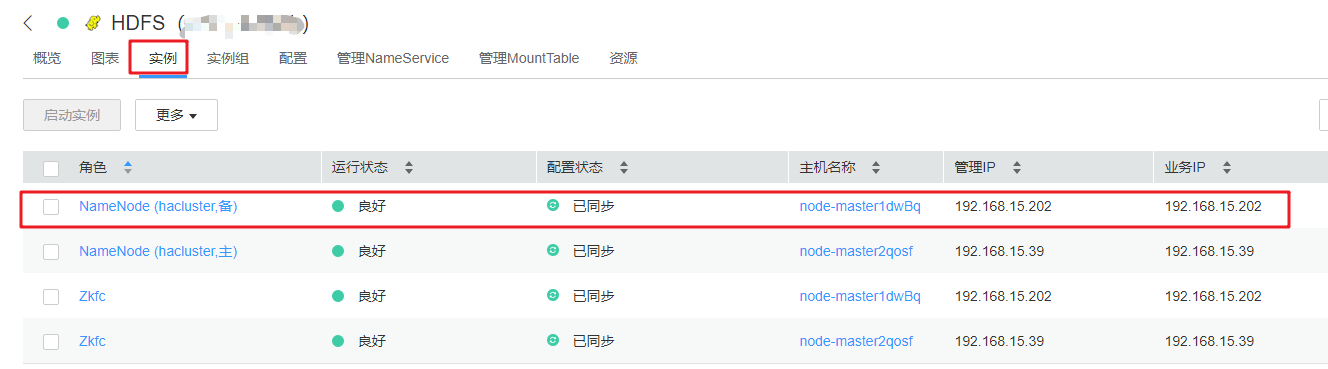 HDFS ( )
概览 图表 实例 实例组 配置 管理NameService 管理MountTable 资源
启动实例 更多
角色 运行状态 配置状态 主机名称 管理IP 业务IP
NameNode (hacluster,备) 良好 已同步 node-master1dwBq 192.168.15.202 192.168.15.202
NameNode (hacluster,主) 良好 已同步 node-master2qosf 192.168.15.39 192.168.15.39
Zkfc 良好 已同步 node-master1dwBq 192.168.15.202 192.168.15.202
Zkfc 良好 已同步 node-master2qosf 192.168.15.39 192.168.15.39